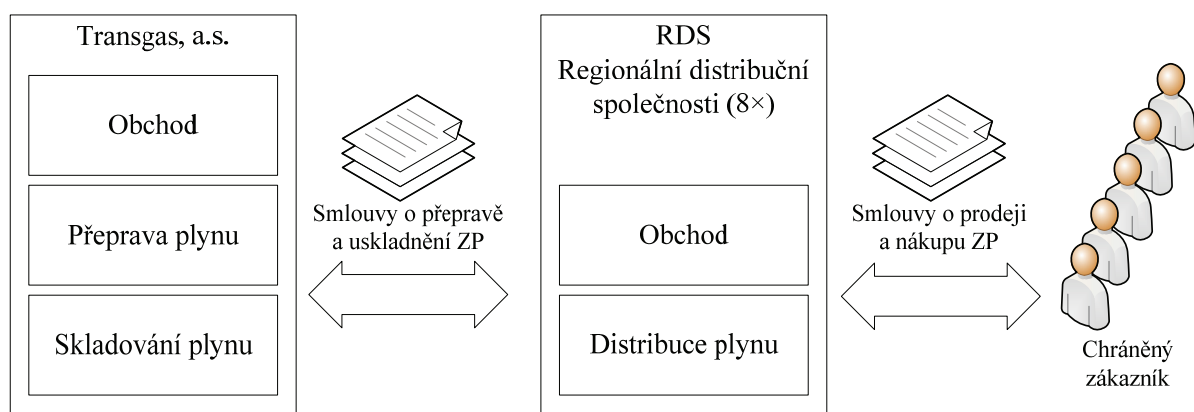 Transgas, a.s.
Obchod
Přeprava plynu
Skladování plynu
Smlouvy o přepravě
a uskladnění ZP
RDS
Regionální distribuční
společnosti (8×)
Obchod
Distribuce plynu
Smlouvy o prodeji
a nákupu ZP
Chráněný
zákazník